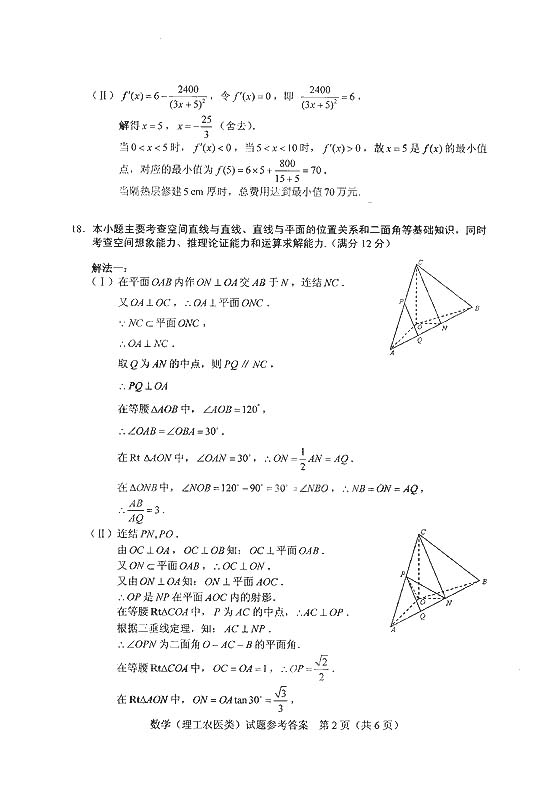 (Ⅱ) f′(x)=6−2400/(3x+5)²，令 f′(x)=0，即 2400/(3x+5)²=6，
解得 x=5，x=−25/3（舍去）.
当 0<x<5 时，f′(x)<0，当 5<x<10 时，f′(x)>0，故 x=5 是 f(x) 的最小值
点，对应的最小值为 f(5)=6×5+800/(15+5)=70．
当隔热层修建 5 cm 厚时，总费用达到最小值 70 万元.
18．本小题主要考查空间直线与直线、直线与平面的位置关系和二面角等基础知识，同时
考查空间想象能力、推理论证能力和运算求解能力.（满分 12 分）
解法一：
(Ⅰ) 在平面 OAB 内作 ON⊥OA 交 AB 于 N，连结 NC．
又 OA⊥OC，∴OA⊥平面 ONC．
∵NC⊂平面 ONC，
∴OA⊥NC．
取 Q 为 AN 的中点，则 PQ∥NC，
∴PQ⊥OA
在等腰 △AOB 中，∠AOB=120°，
∴∠OAB=∠OBA=30°．
在 Rt △AON 中，∠OAN=30°，∴ON=1/2 AN=AQ．
在 △ONB 中，∠NOB=120°−90°=30°=∠NBO，∴NB=ON=AQ，
∴AB/AQ=3．
C
P
O
B
N
Q
A
(Ⅱ) 连结 PN,PO．
由 OC⊥OA，OC⊥OB 知：OC⊥平面 OAB．
又 ON⊂平面 OAB，∴OC⊥ON．
又由 ON⊥OA 知：ON⊥平面 AOC．
∴OP 是 NP 在平面 AOC 内的射影.
在等腰 Rt△COA 中，P 为 AC 的中点，∴AC⊥OP．
根据三垂线定理，知：AC⊥NP．
∴∠OPN 为二面角 O−AC−B 的平面角.
在等腰 Rt△COA 中，OC=OA=1，∴OP=√2/2．
在 Rt△AON 中，ON=OA tan30°=√3/3，
C
P
O
B
N
Q
A
数学（理工农医类）试题参考答案 第 2 页（共 6 页）